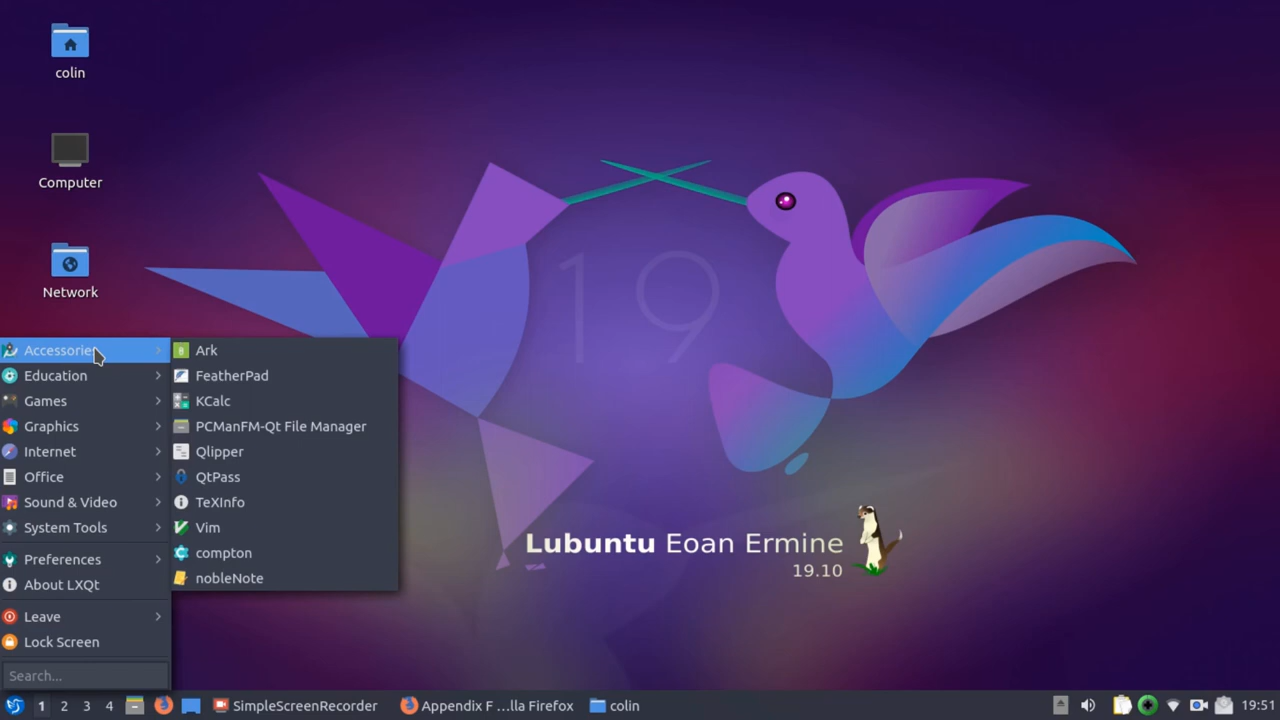 colin
Computer
Network
19
Accessories
Education
Games
Graphics
Internet
Office
Sound & Video
System Tools
Preferences
About LXQt
Leave
Lock Screen
Search...
Ark
FeatherPad
KCalc
PCManFM-Qt File Manager
Qlipper
QtPass
TeXInfo
Vim
compton
nobleNote
Lubuntu Eoan Ermine
19.10
1 2 3 4 SimpleScreenRecorder Appendix F ...lla Firefox colin 19:51